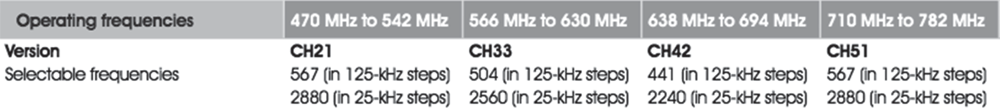 Operating frequencies 470 MHz to 542 MHz 566 MHz to 630 MHz 638 MHz to 694 MHz 710 MHz to 782 MHz
Version CH21 CH33 CH42 CH51
Selectable frequencies 567 (in 125-kHz steps) 504 (in 125-kHz steps) 441 (in 125-kHz steps) 567 (in 125-kHz steps)
2880 (in 25-kHz steps) 2560 (in 25-kHz steps) 2240 (in 25-kHz steps) 2880 (in 25-kHz steps)